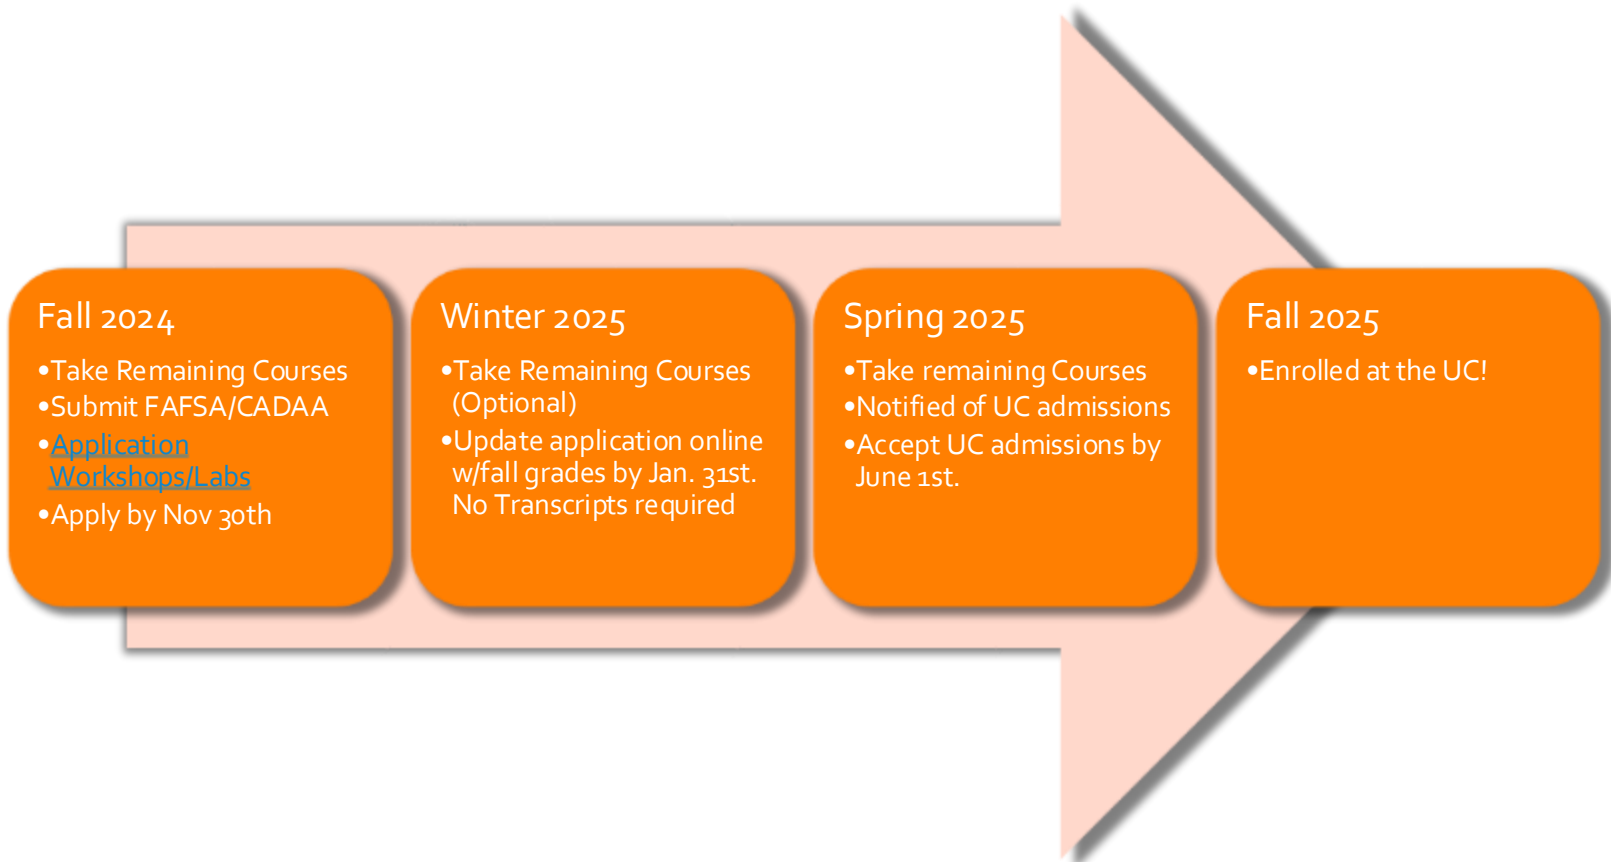 Fall 2024
•Take Remaining Courses
•Submit FAFSA/CADAA
•Application
Workshops/Labs
•Apply by Nov 30th
Winter 2025
•Take Remaining Courses
(Optional)
•Update application online
w/fall grades by Jan. 31st.
No Transcripts required
Spring 2025
•Take remaining Courses
•Notified of UC admissions
•Accept UC admissions by
June 1st.
Fall 2025
•Enrolled at the UC!